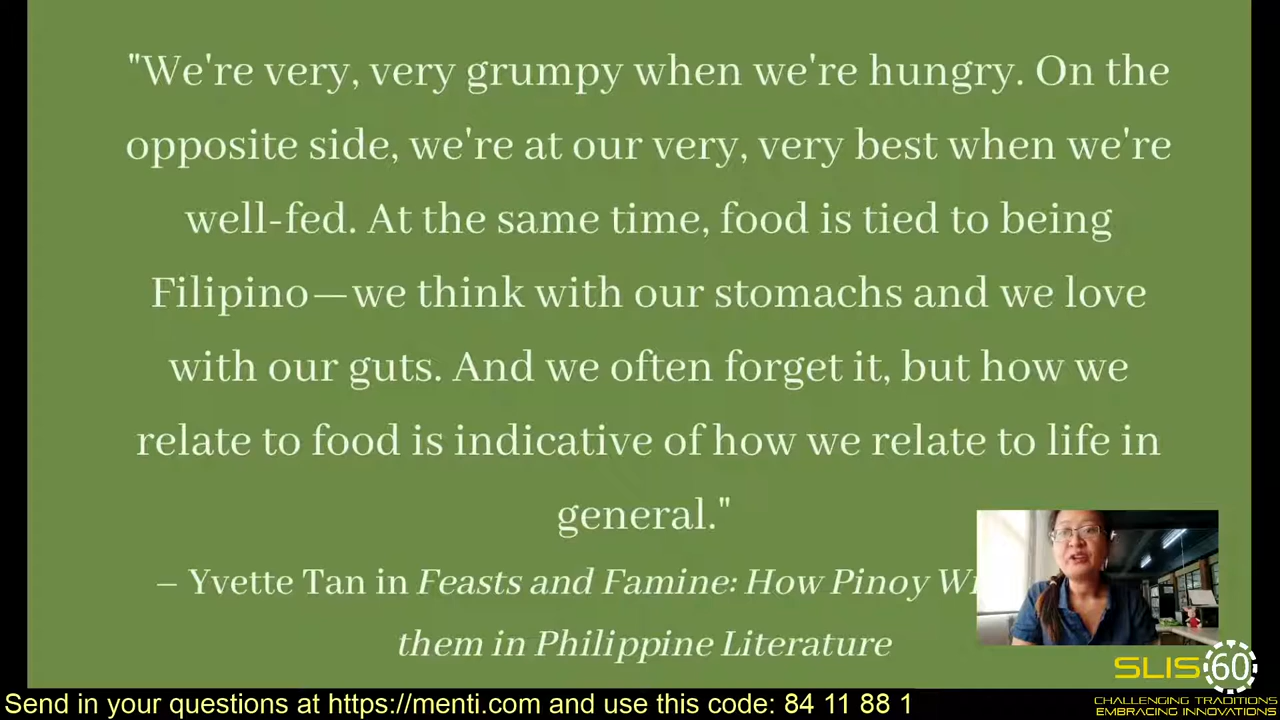 "We're very, very grumpy when we're hungry. On the
opposite side, we're at our very, very best when we're
well-fed. At the same time, food is tied to being
Filipino—we think with our stomachs and we love
with our guts. And we often forget it, but how we
relate to food is indicative of how we relate to life in
general."
– Yvette Tan in Feasts and Famine: How Pinoy
them in Philippine Literature
SLIS60
CHALLENGING TRADITIONS
EMBRACING INNOVATIONS
Send in your questions at https://menti.com and use this code: 84 11 88 1